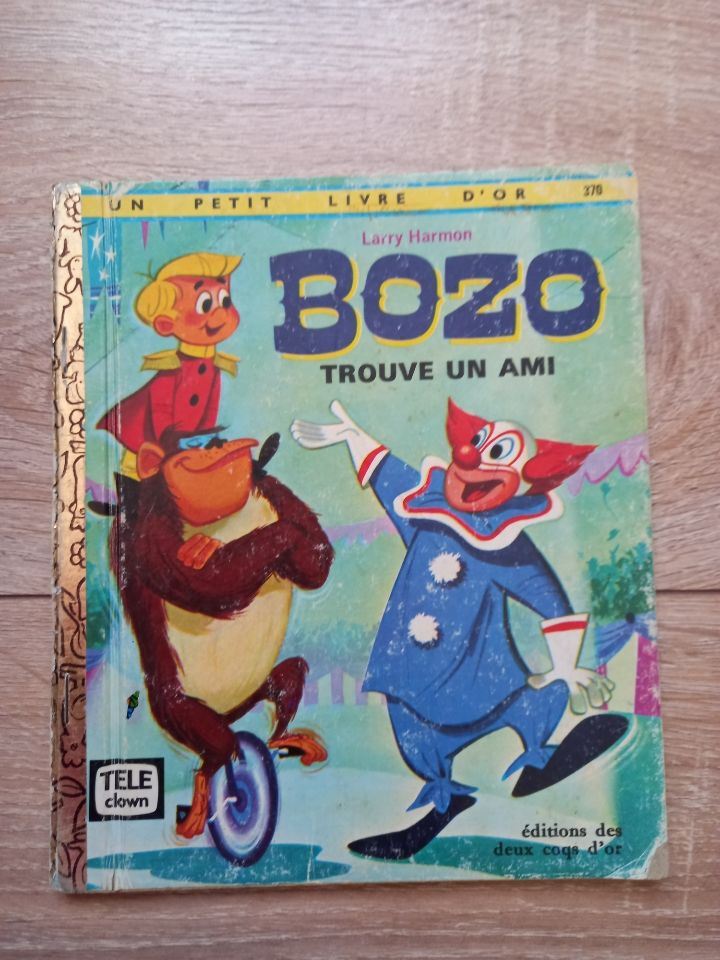 UN PETIT LIVRE D'OR 370
Larry Harmon
BOZO
TROUVE UN AMI
TELE
clown
éditions des
deux coqs d'or